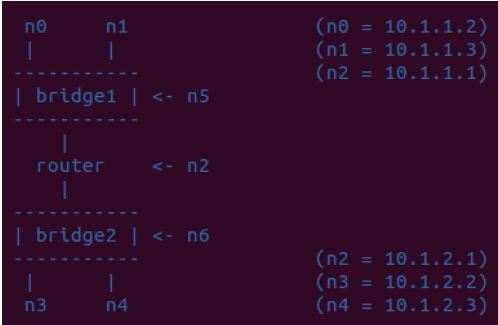 n0      n1                  (n0 = 10.1.1.2)
 |       |                  (n1 = 10.1.1.3)
-----------                 (n2 = 10.1.1.1)
| bridge1 | <- n5
-----------
     |
  router    <- n2
     |
-----------
| bridge2 | <- n6
-----------                 (n2 = 10.1.2.1)
 |       |                  (n3 = 10.1.2.2)
n3      n4                  (n4 = 10.1.2.3)